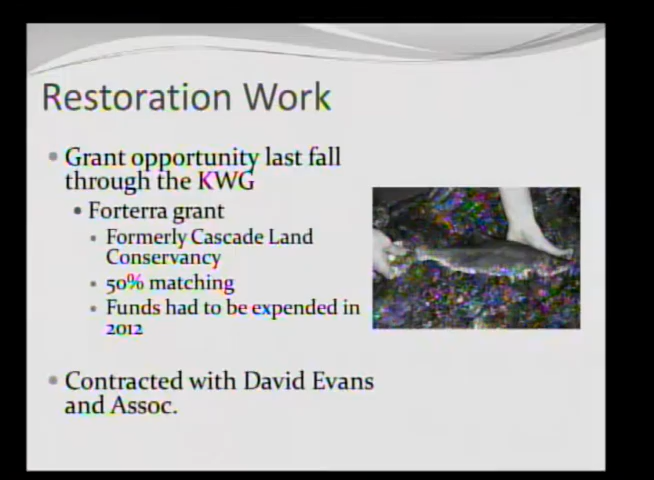 Restoration Work
Grant opportunity last fall
through the KWG
Forterra grant
Formerly Cascade Land
Conservancy
50% matching
Funds had to be expended in
2012
Contracted with David Evans
and Assoc.